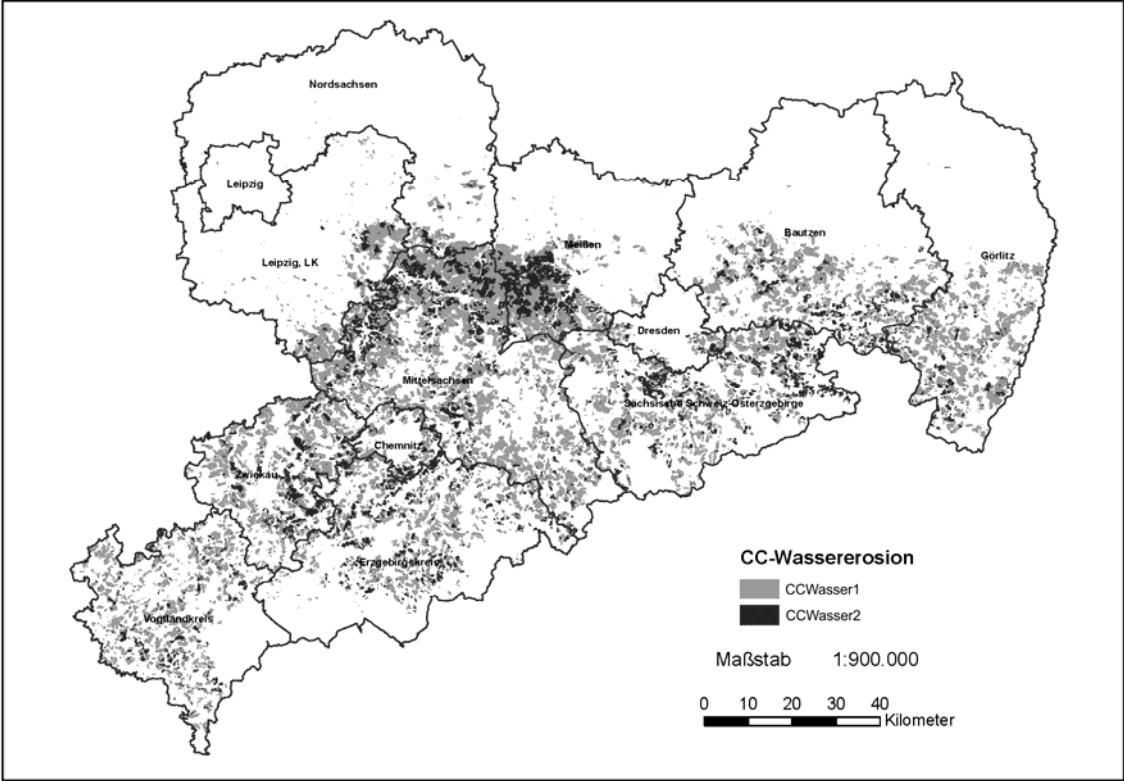 Nordsachsen
Leipzig
Leipzig, LK
Meißen
Bautzen
Görlitz
Dresden
Mittelsachsen
Sächsische Schweiz-Osterzgebirge
Chemnitz
Zwickau
Erzgebirgskreis
Vogtlandkreis
CC-Wassererosion
CCWasser1
CCWasser2
Maßstab 1:900.000
0 10 20 30 40
Kilometer